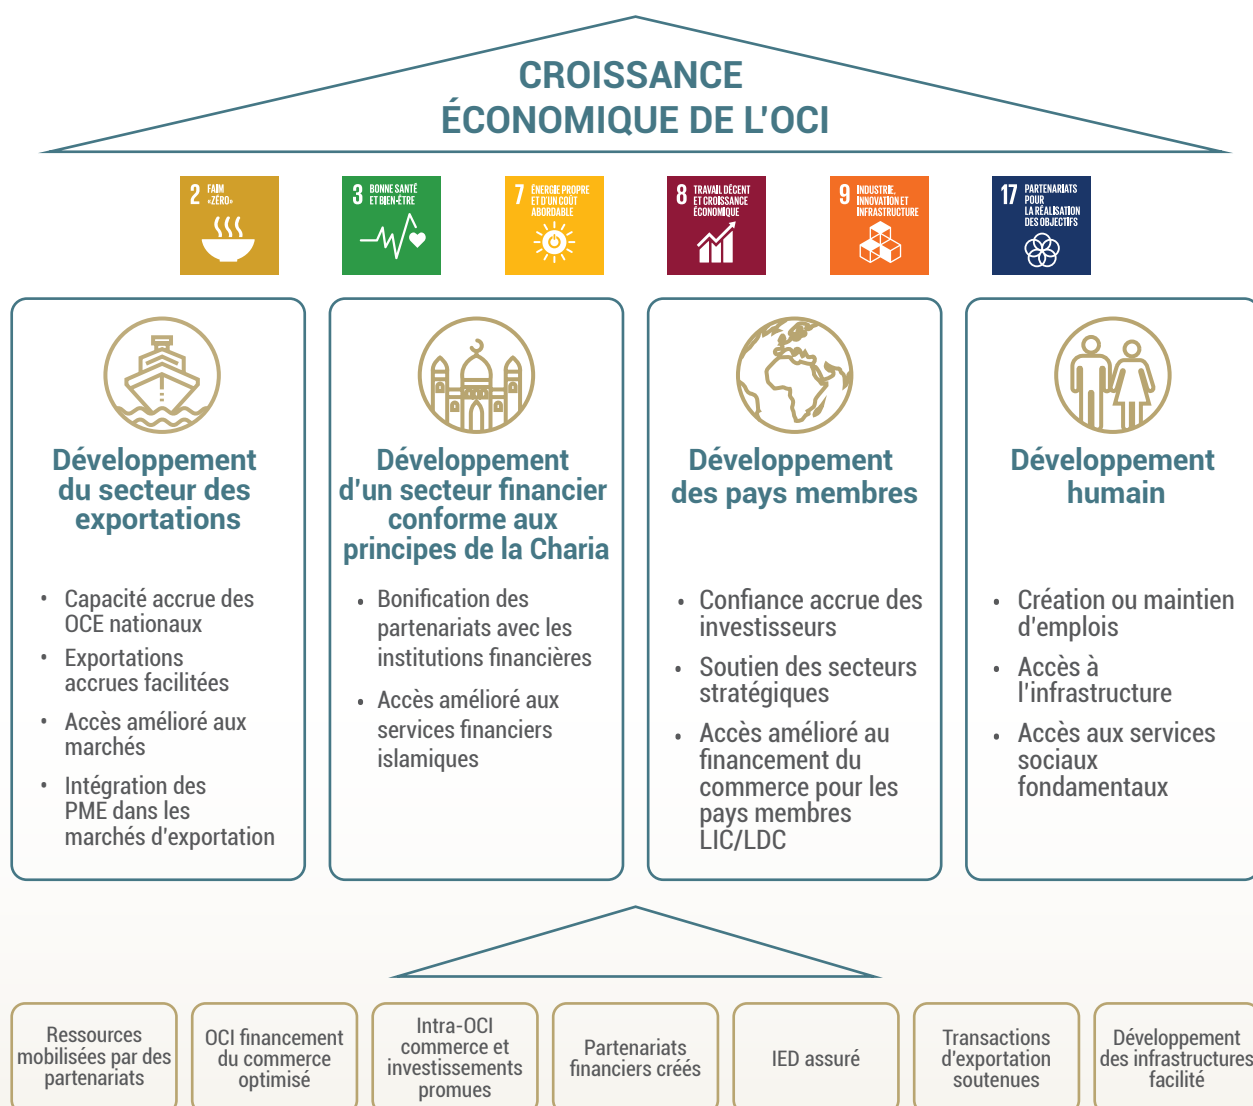 CROISSANCE
ÉCONOMIQUE DE L'OCI
2 FAIM
«ZÉRO»
3 BONNE SANTÉ
ET BIEN-ÊTRE
7 ÉNERGIE PROPRE
ET D'UN COÛT
ABORDABLE
8 TRAVAIL DÉCENT
ET CROISSANCE
ÉCONOMIQUE
9 INDUSTRIE,
INNOVATION ET
INFRASTRUCTURE
17 PARTENARIATS
POUR
LA RÉALISATION
DES OBJECTIFS
Développement
du secteur des
exportations
• Capacité accrue des
OCE nationaux
• Exportations
accrues facilitées
• Accès amélioré aux
marchés
• Intégration des
PME dans les
marchés d'exportation
Développement
d'un secteur financier
conforme aux
principes de la Charia
• Bonification des
partenariats avec les
institutions financières
• Accès amélioré aux
services financiers
islamiques
Développement
des pays membres
• Confiance accrue des
investisseurs
• Soutien des secteurs
stratégiques
• Accès amélioré au
financement du
commerce pour les
pays membres
LIC/LDC
Développement
humain
• Création ou maintien
d'emplois
• Accès à
l'infrastructure
• Accès aux services
sociaux
fondamentaux
Ressources
mobilisées par des
partenariats
OCI financement
du commerce
optimisé
Intra-OCI
commerce et
investissements
promues
Partenariats
financiers créés
IED assuré
Transactions
d'exportation
soutenues
Développement
des infrastructures
facilité